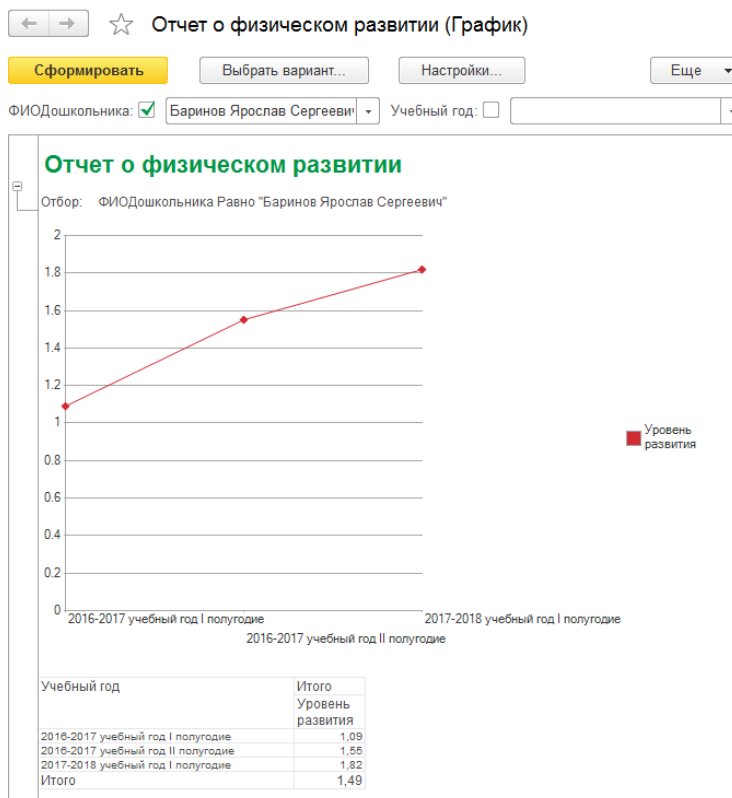 Отчет о физическом развитии (График)
Сформировать Выбрать вариант... Настройки... Еще
ФИОДошкольника: Баринов Ярослав Сергееви Учебный год:
Отчет о физическом развитии
Отбор: ФИОДошкольника Равно "Баринов Ярослав Сергеевич"
2
1.8
1.6
1.4
1.2
1
0.8
0.6
0.4
0.2
0
Уровень
развития
2016-2017 учебный год I полугодие 2017-2018 учебный год I полугодие
2016-2017 учебный год II полугодие
Учебный год Итого
Уровень
развития
2016-2017 учебный год I полугодие 1,09
2016-2017 учебный год II полугодие 1,55
2017-2018 учебный год I полугодие 1,82
Итого 1,49